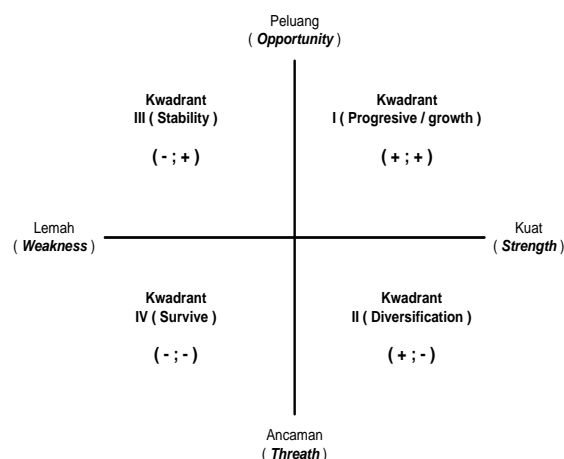 Peluang
( Opportunity )
Kwadrant
III ( Stability )
( - ; + )
Kwadrant
I ( Progresive / growth )
( + ; + )
Lemah
( Weakness )
Kuat
( Strength )
Kwadrant
IV ( Survive )
( - ; - )
Kwadrant
II ( Diversification )
( + ; - )
Ancaman
( Threath )